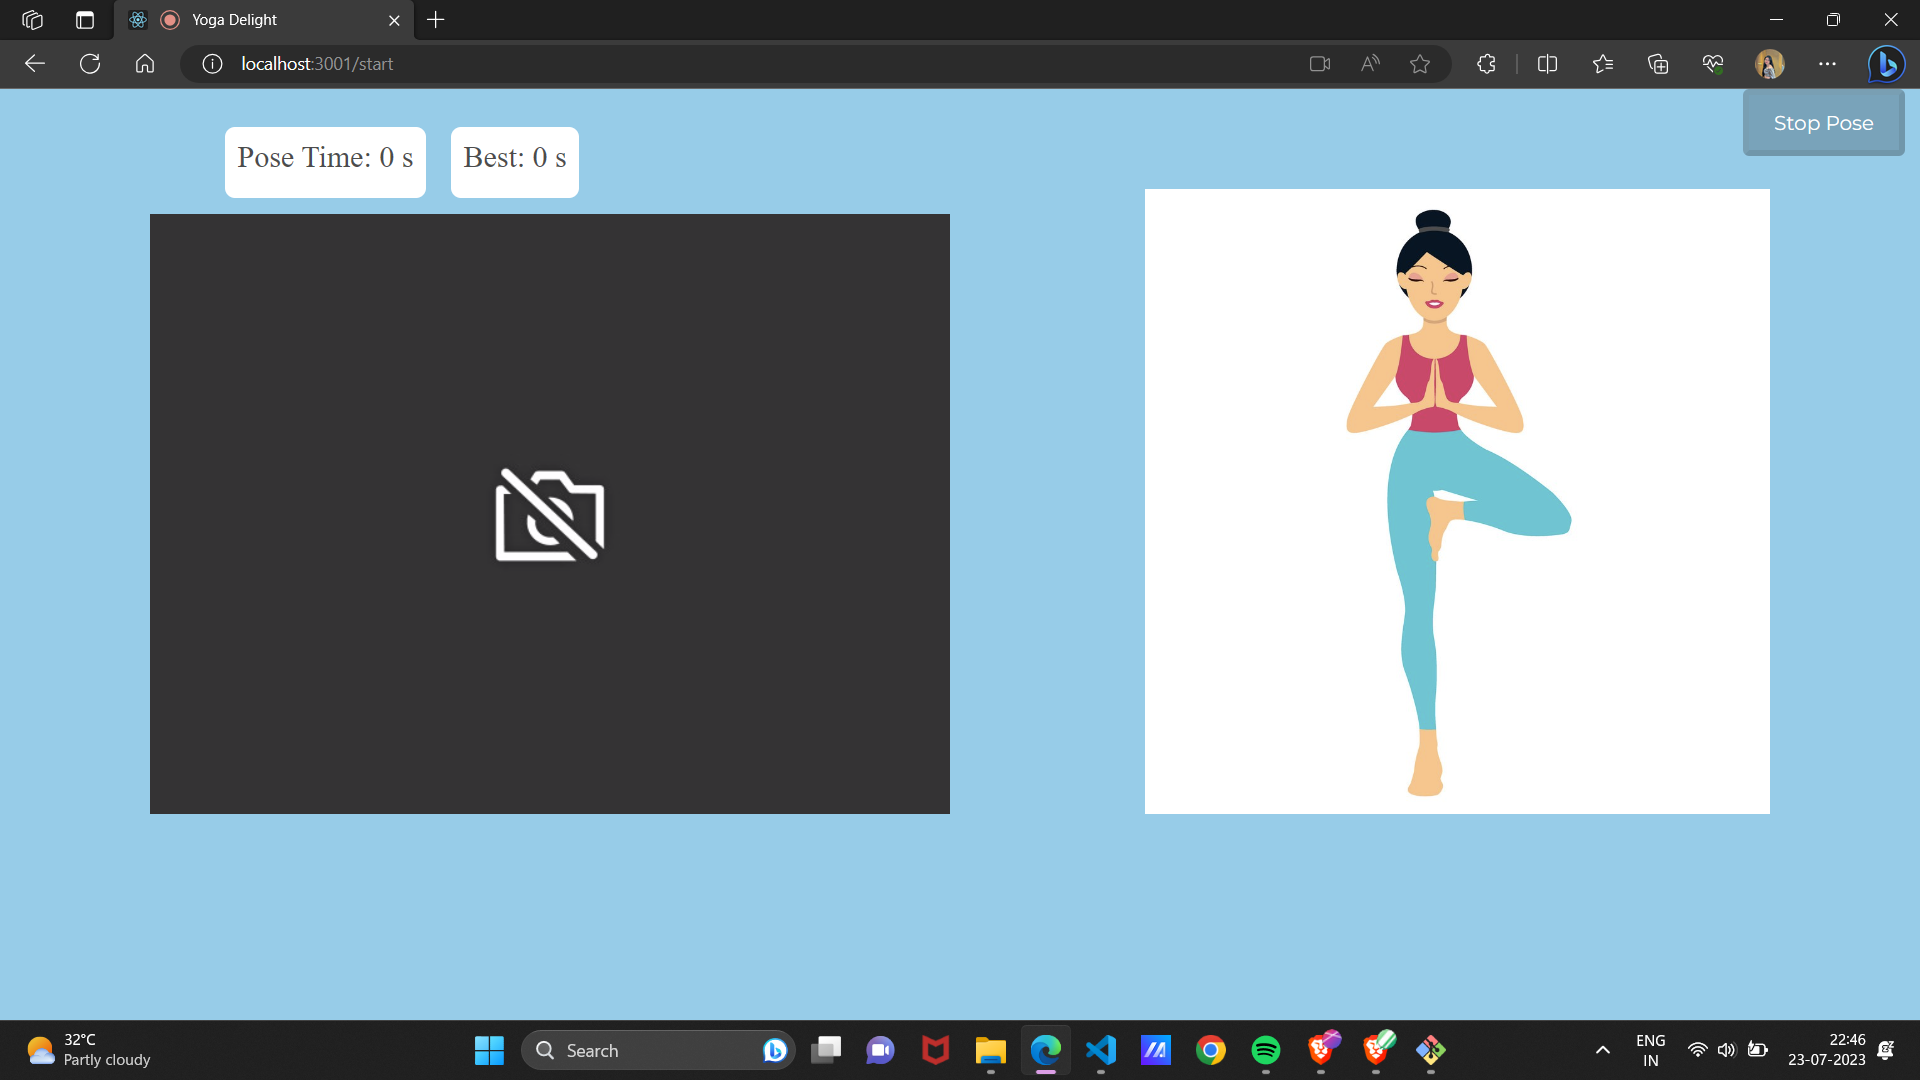 Yoga Delight
localhost:3001/start
Stop Pose
Pose Time: 0 s
Best: 0 s
32°C
Partly cloudy
Search
ENG
IN
22:46
23-07-2023